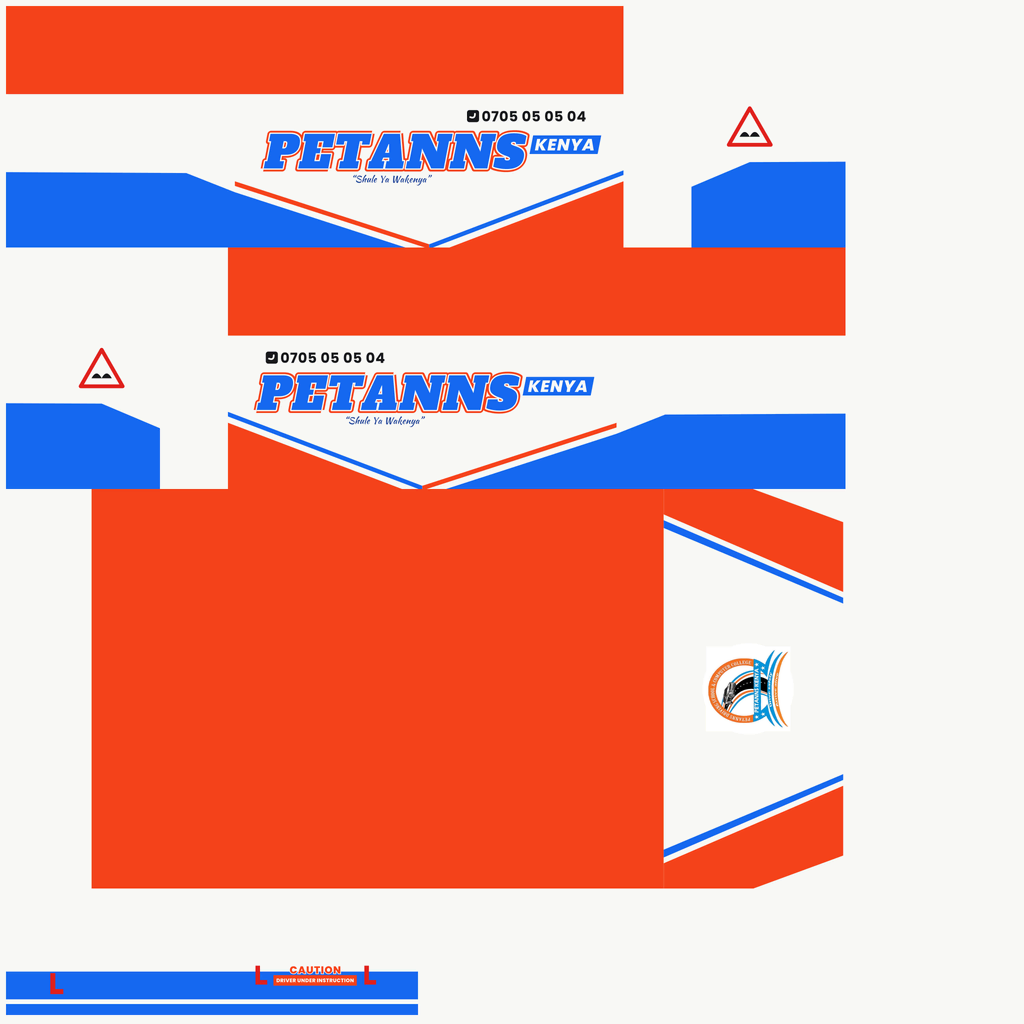 0705 05 05 04
PETANNS
KENYA
"Shule Ya Wakenya"
0705 05 05 04
PETANNS
KENYA
"Shule Ya Wakenya"
L
L
CAUTION
L
DRIVER UNDER INSTRUCTION